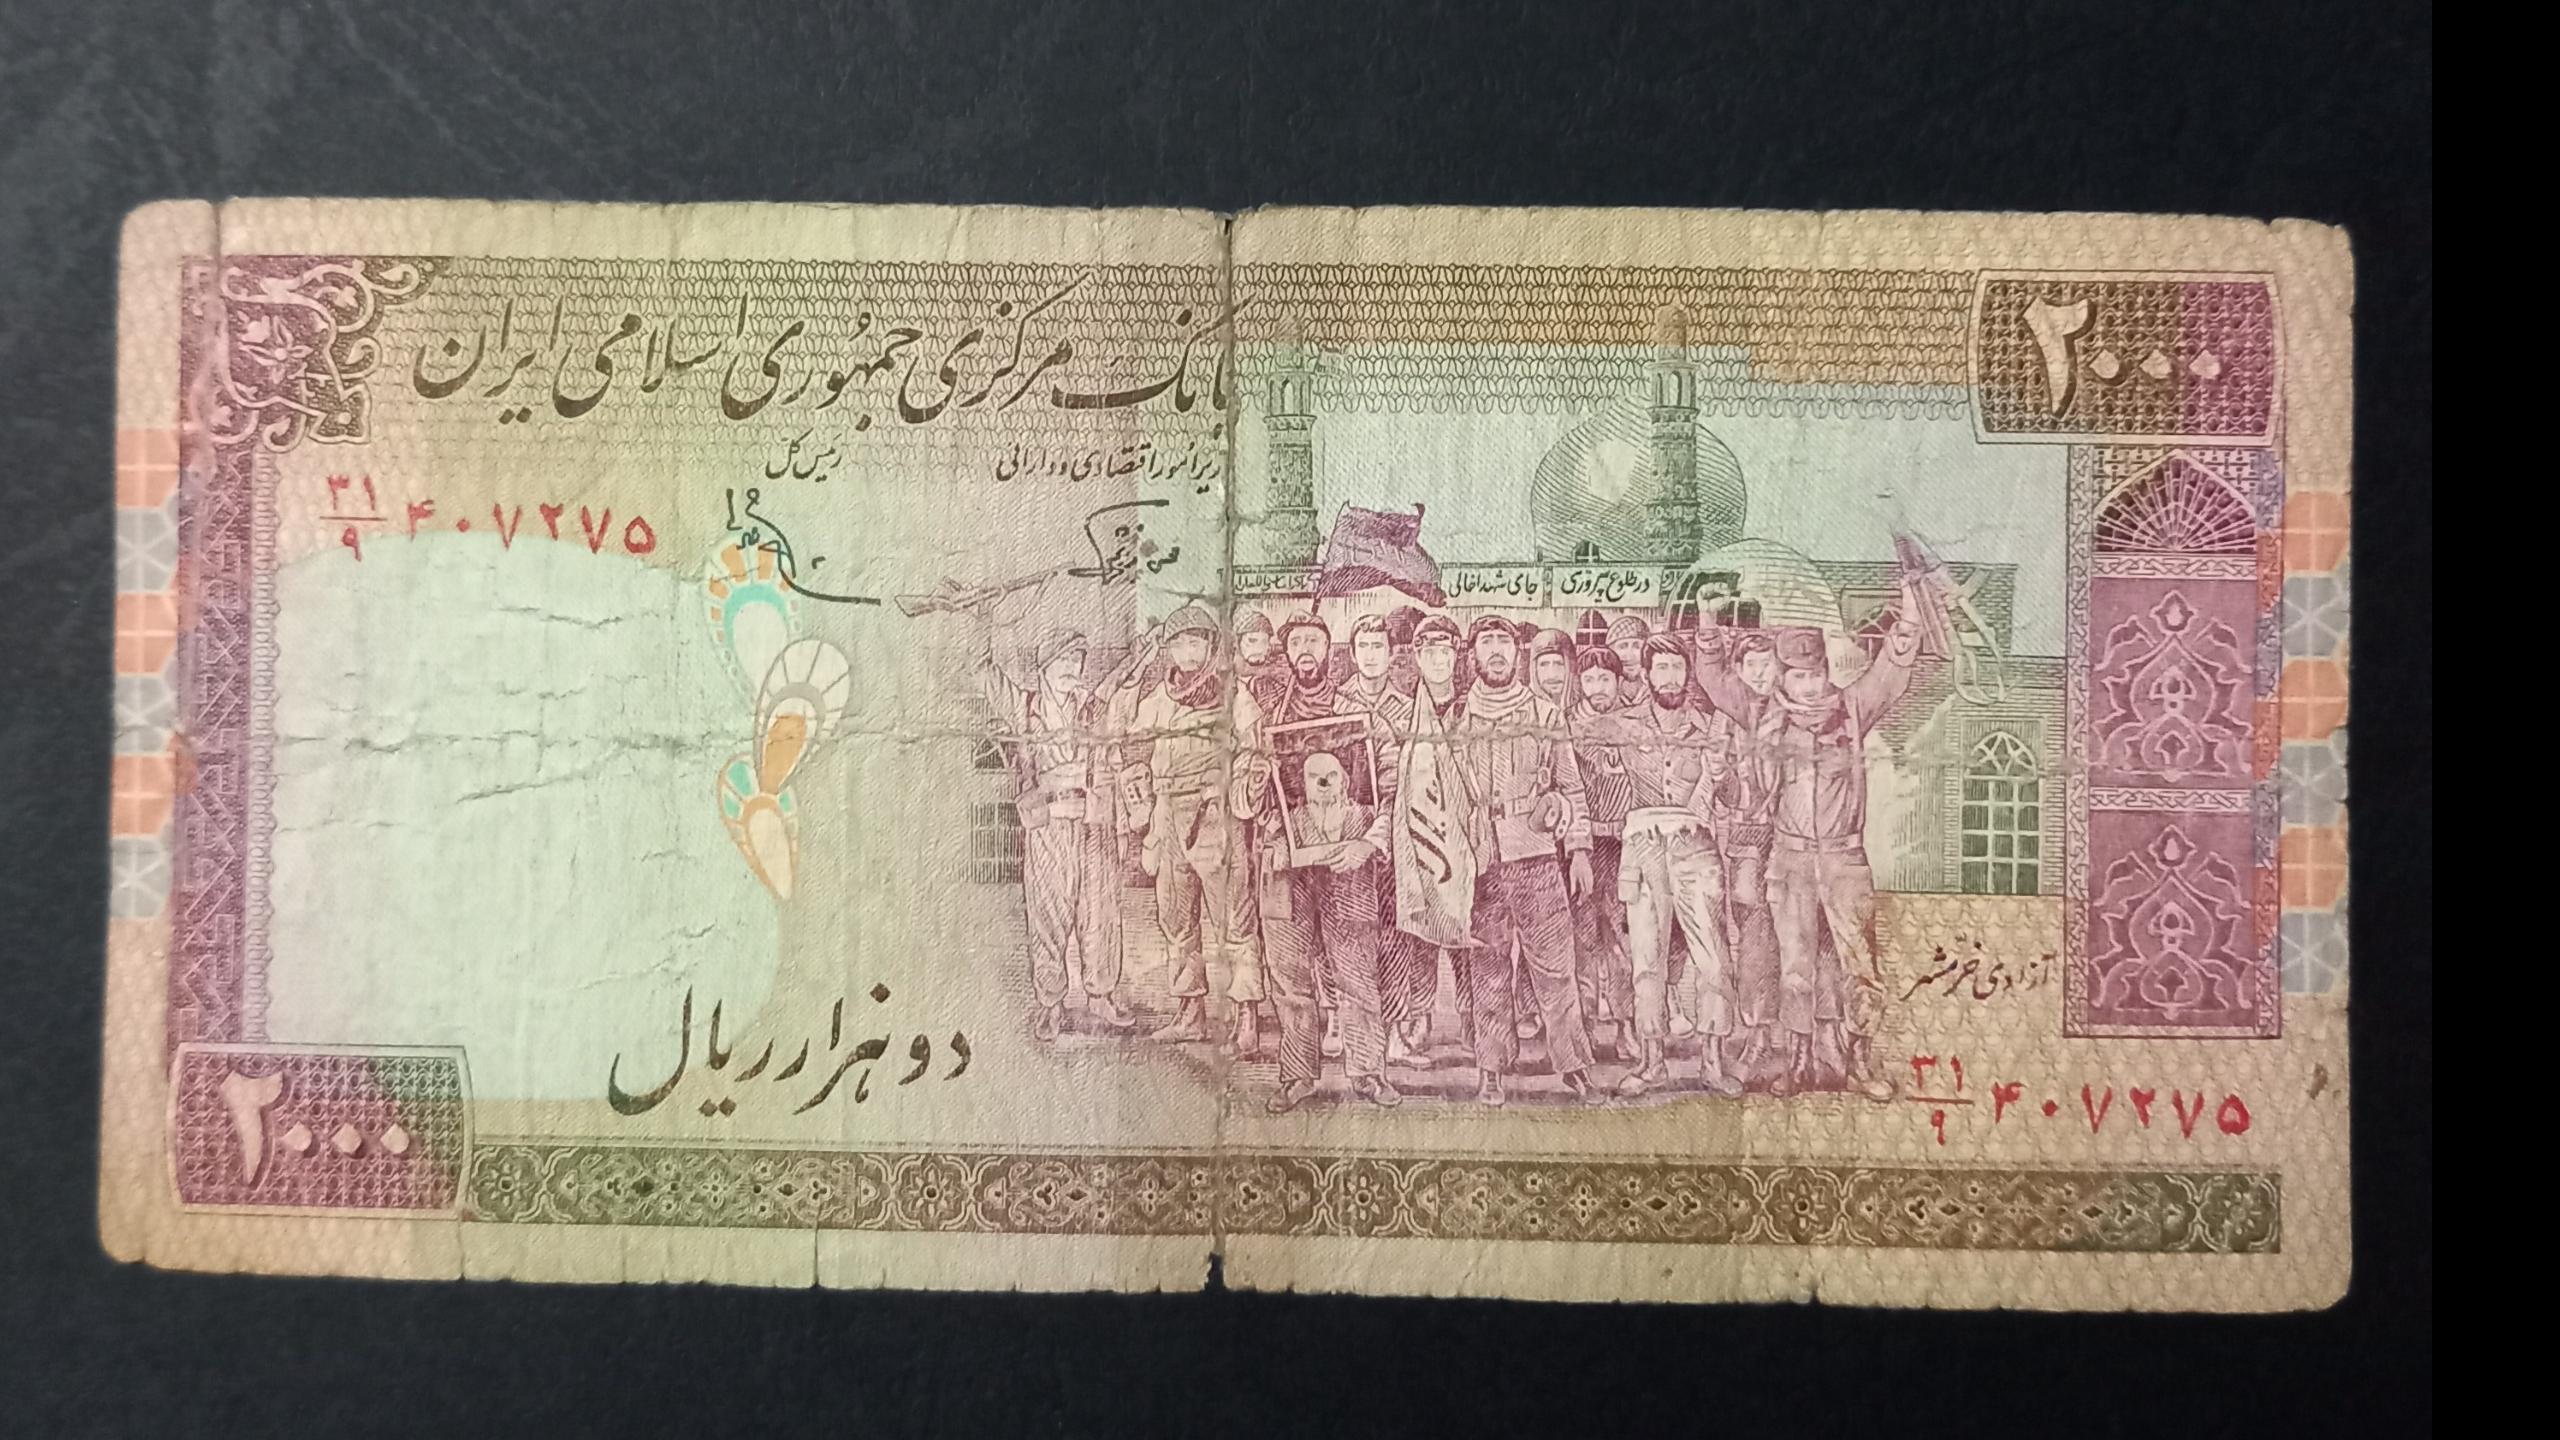 بانک مرکزی جمهوری اسلامی ایران
۲۰۰۰
وزیر امور اقتصادی و دارائی
رئیس کل
۳۱/۹ ۴۰۷۲۷۵
در طلوع پیروزی
جای شهدا خالی
آزادی خرمشهر
دو هزار ریال
۳۱/۹ ۴۰۷۲۷۵
۲۰۰۰